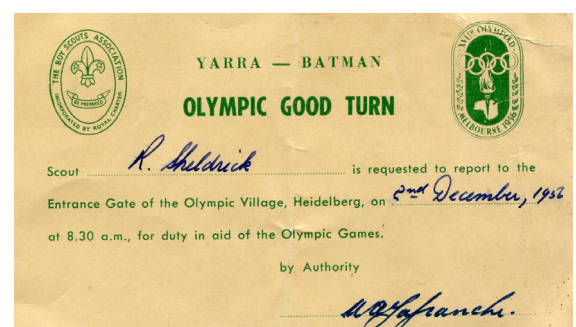 THE BOY SCOUTS ASSOCIATION
BE PREPARED
INCORPORATED BY ROYAL CHARTER
XVITH OLYMPIAD
MELBOURNE 1956
YARRA — BATMAN
OLYMPIC GOOD TURN
Scout R. Sheldrick is requested to report to the
Entrance Gate of the Olympic Village, Heidelberg, on 2nd December, 1956
at 8.30 a.m., for duty in aid of the Olympic Games.
by Authority